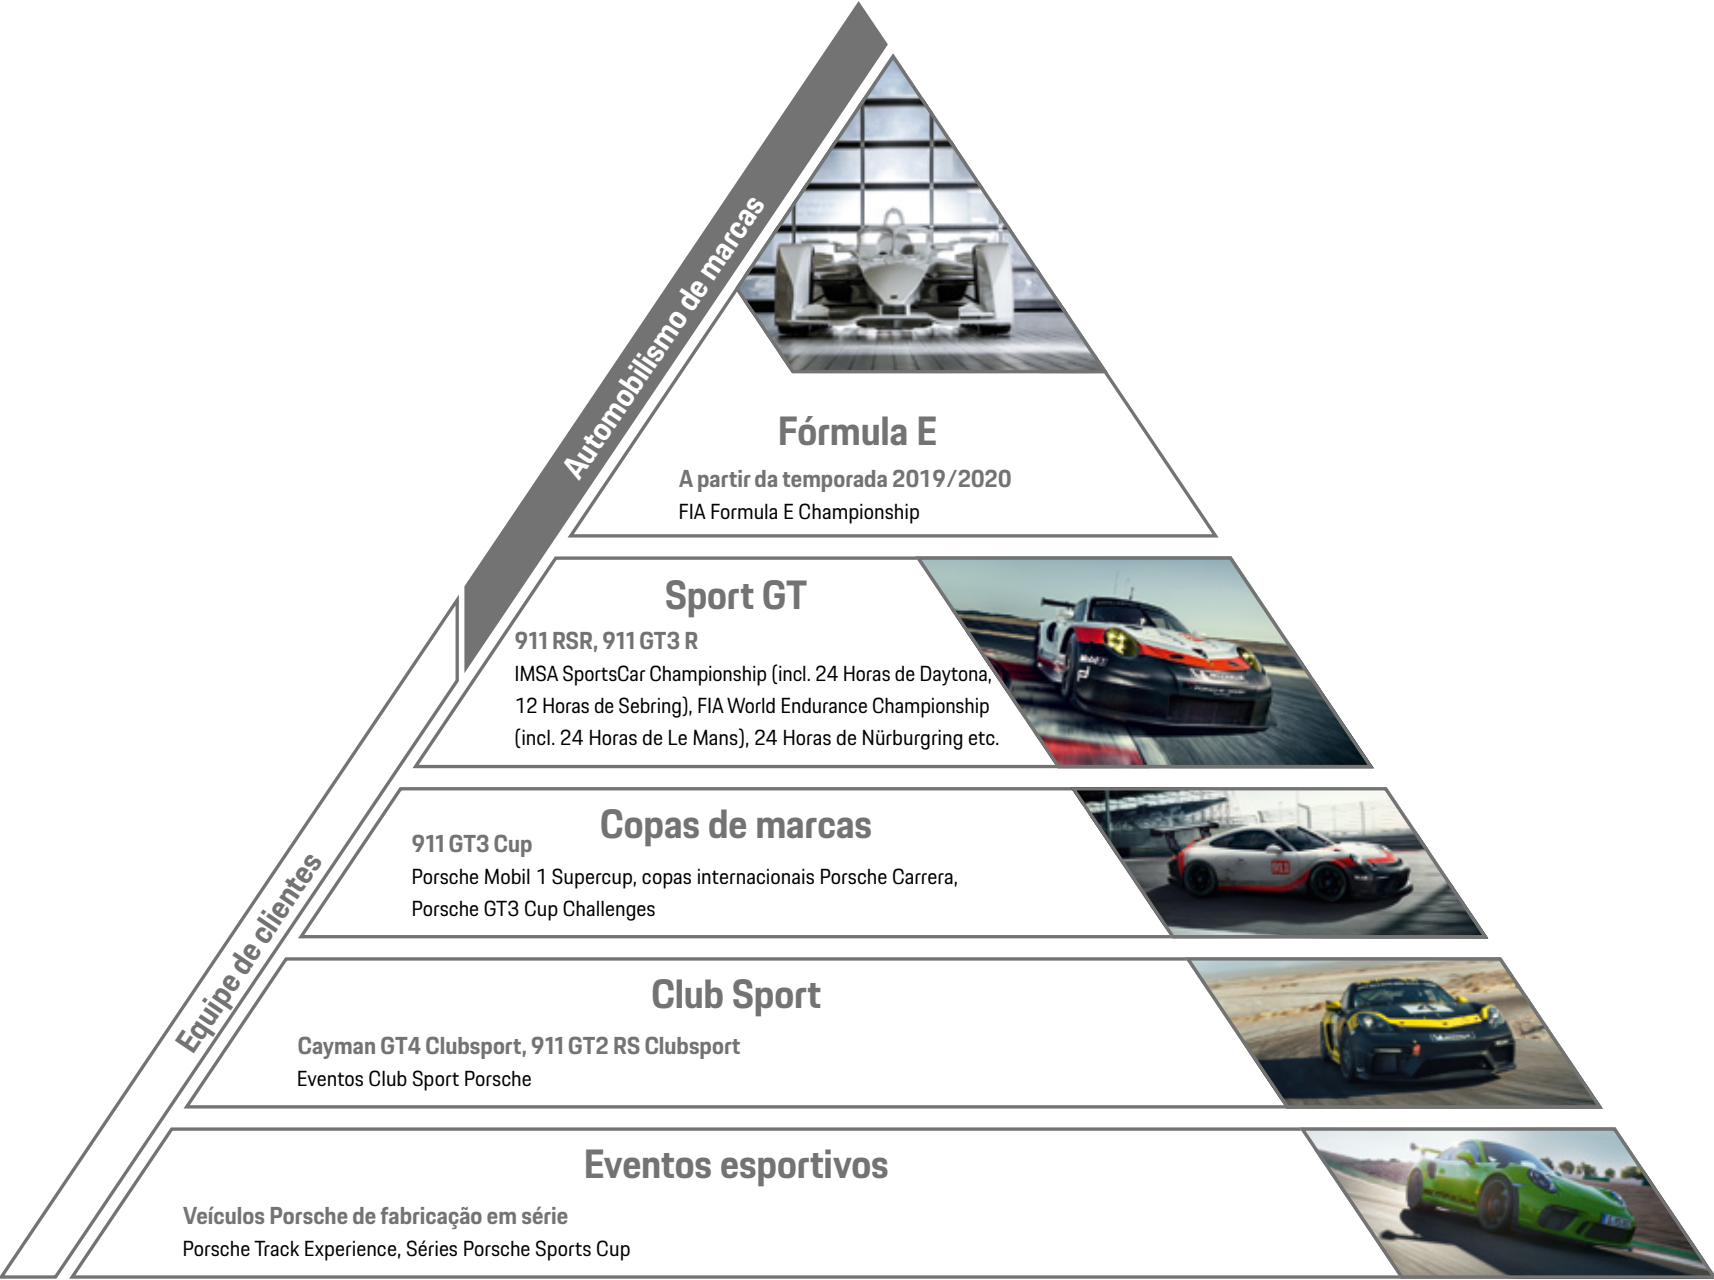 Automobilismo de marcas
Fórmula E
A partir da temporada 2019/2020
FIA Formula E Championship
Sport GT
911 RSR, 911 GT3 R
IMSA SportsCar Championship (incl. 24 Horas de Daytona,
12 Horas de Sebring), FIA World Endurance Championship
(incl. 24 Horas de Le Mans), 24 Horas de Nürburgring etc.
Equipe de clientes
Copas de marcas
911 GT3 Cup
Porsche Mobil 1 Supercup, copas internacionais Porsche Carrera,
Porsche GT3 Cup Challenges
Club Sport
Cayman GT4 Clubsport, 911 GT2 RS Clubsport
Eventos Club Sport Porsche
Eventos esportivos
Veículos Porsche de fabricação em série
Porsche Track Experience, Séries Porsche Sports Cup